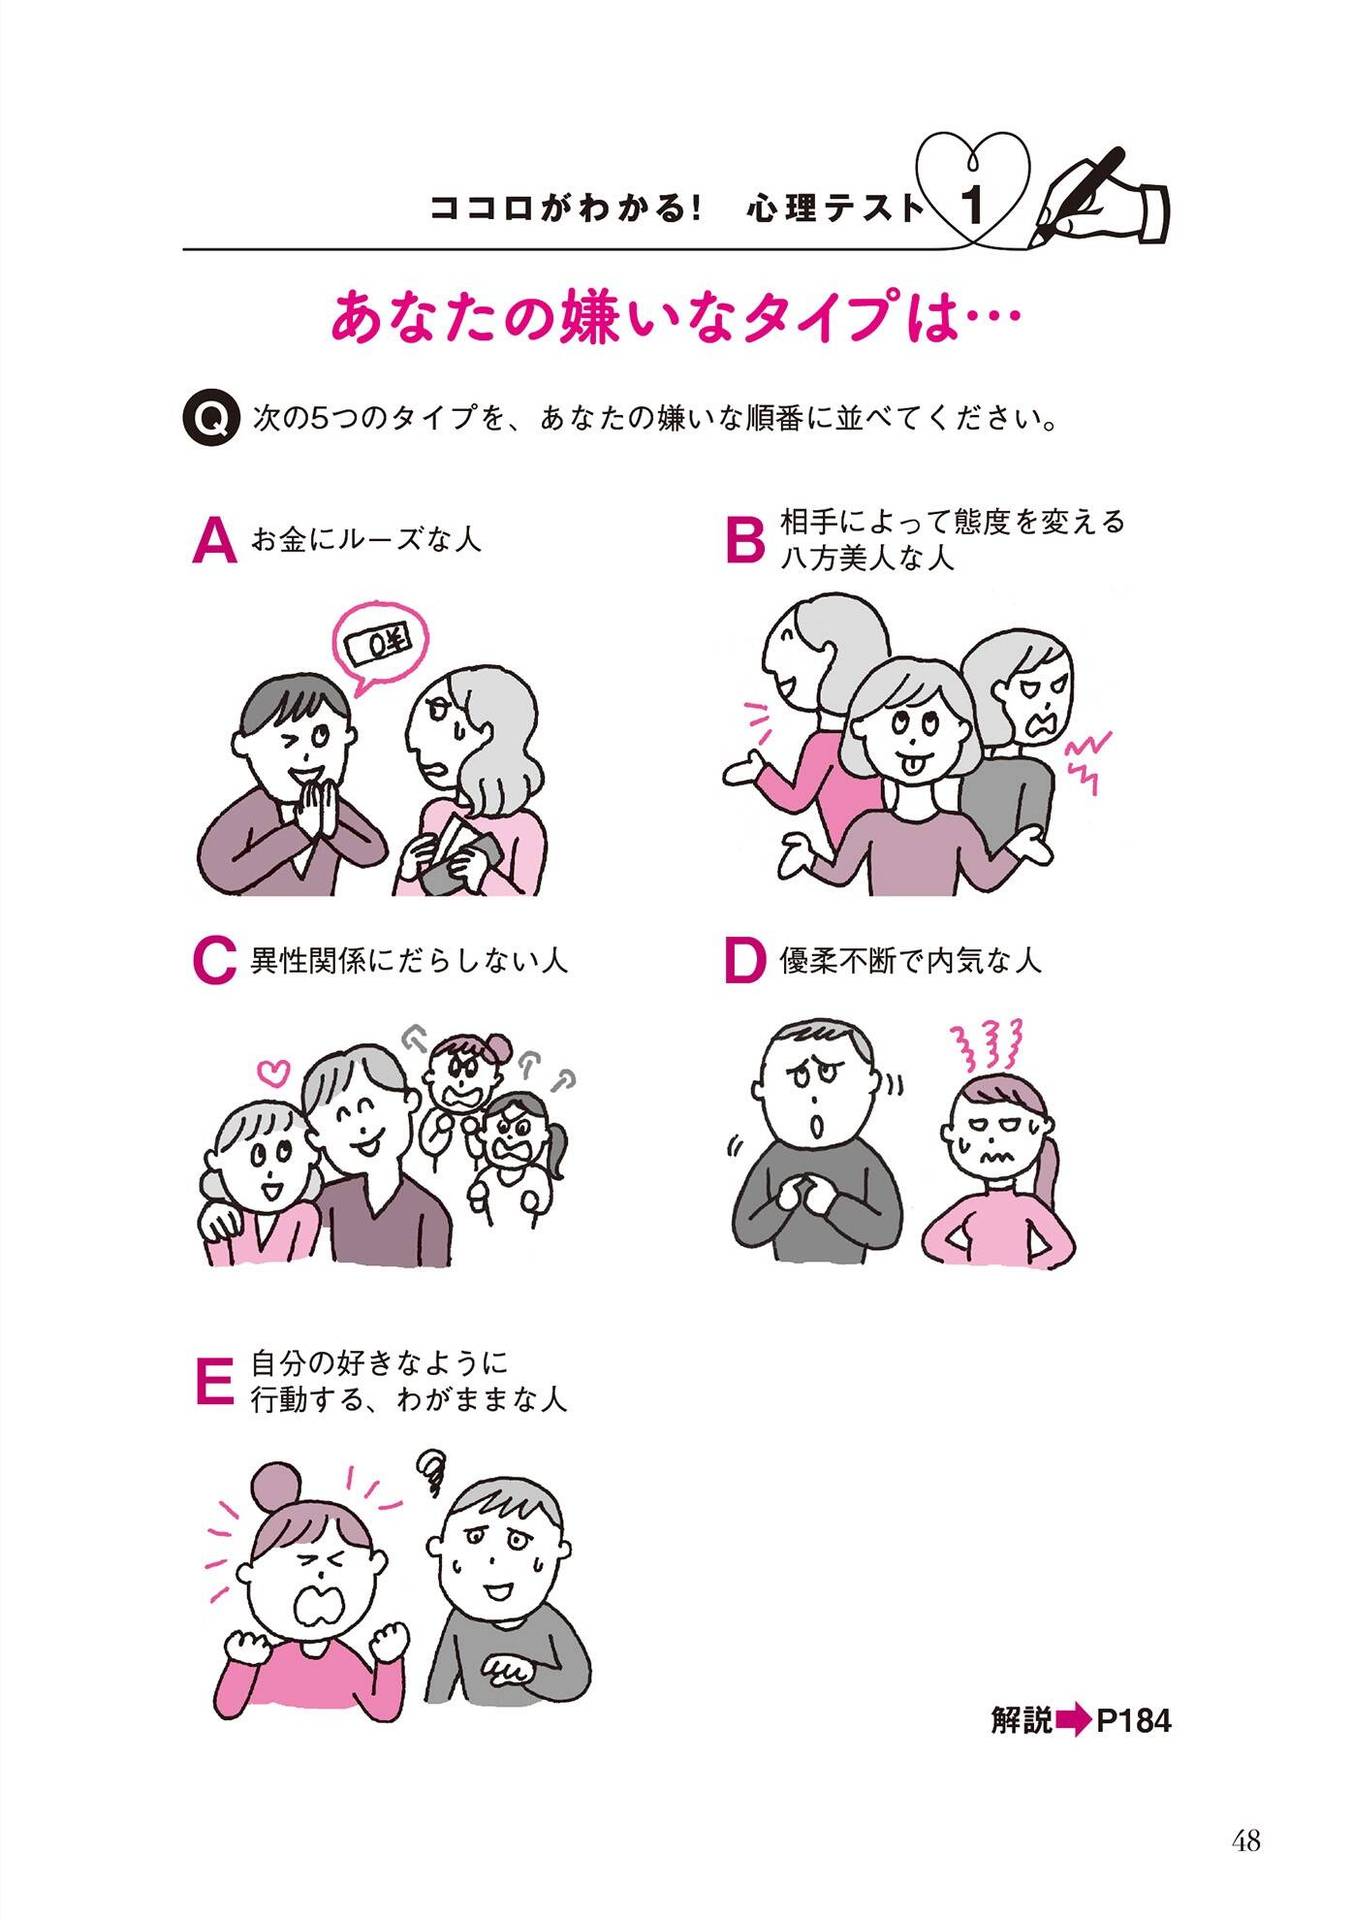 ココロがわかる! 心理テスト 1
あなたの嫌いなタイプは…
Q 次の5つのタイプを、あなたの嫌いな順番に並べてください。
A お金にルーズな人
B 相手によって態度を変える
八方美人な人
0¥
C 異性関係にだらしない人
D 優柔不断で内気な人
E 自分の好きなように
行動する、わがままな人
解説➡P184
48